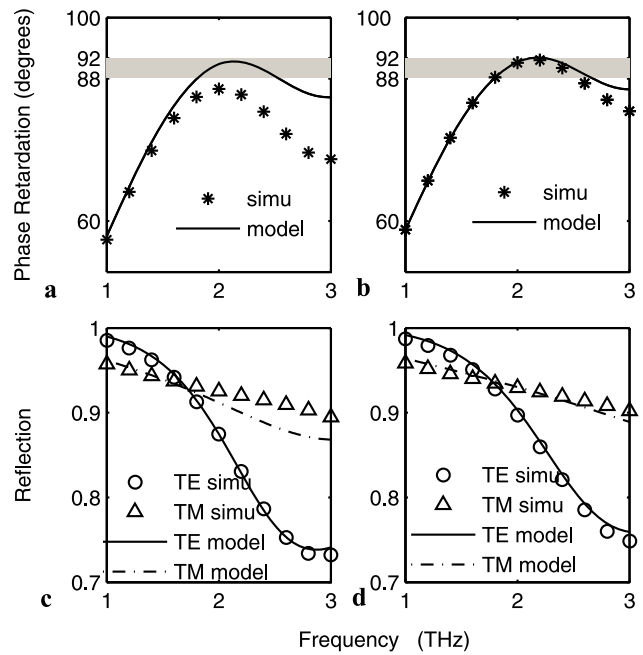 100
92
88
60
Phase Retardation (degrees)
simu
model
a
1
2
3
100
92
88
60
simu
model
b
1
2
3
1
0.9
0.8
0.7
Reflection
TE simu
TM simu
TE model
TM model
c
1
2
3
1
0.9
0.8
0.7
TE simu
TM simu
TE model
TM model
d
1
2
3
Frequency (THz)